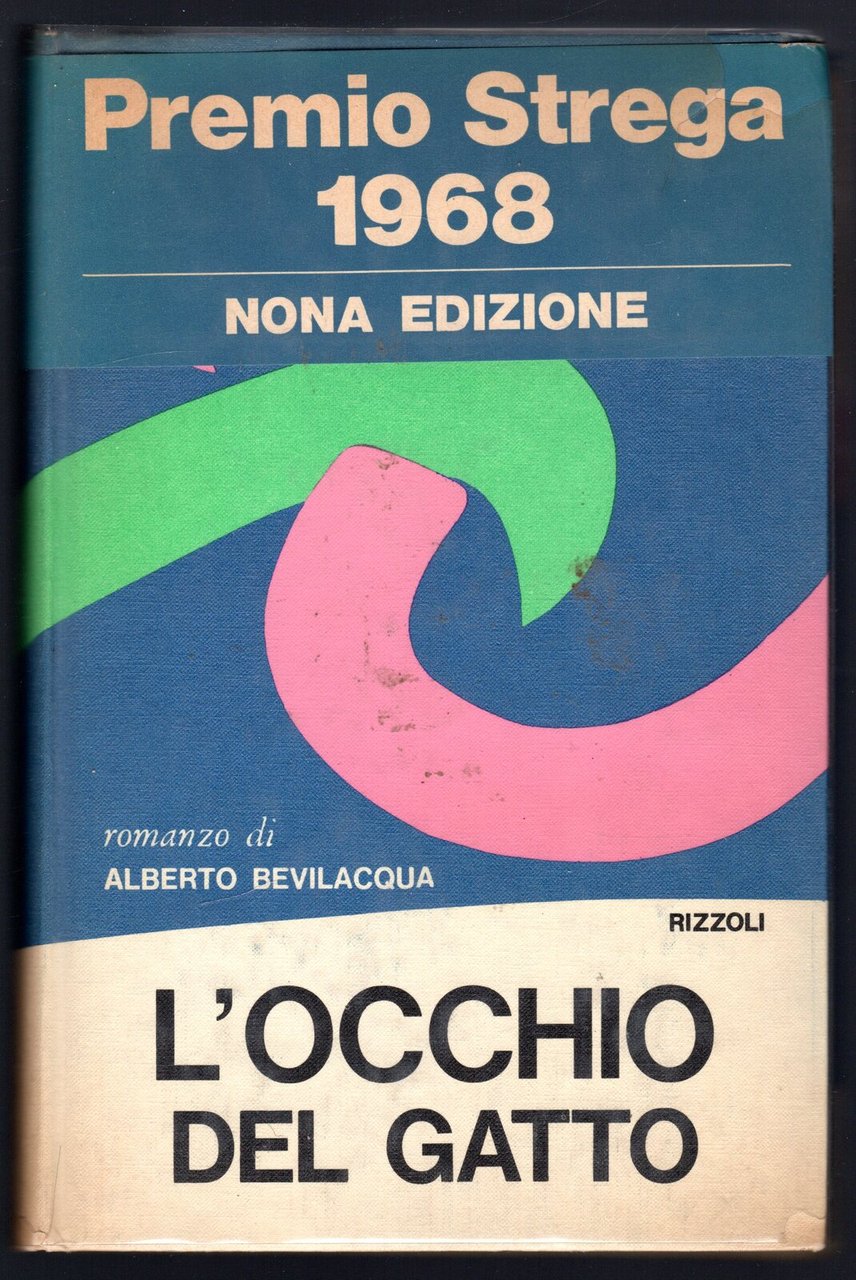 Premio Strega
1968
NONA EDIZIONE
romanzo di
ALBERTO BEVILACQUA
RIZZOLI
L'OCCHIO
DEL GATTO